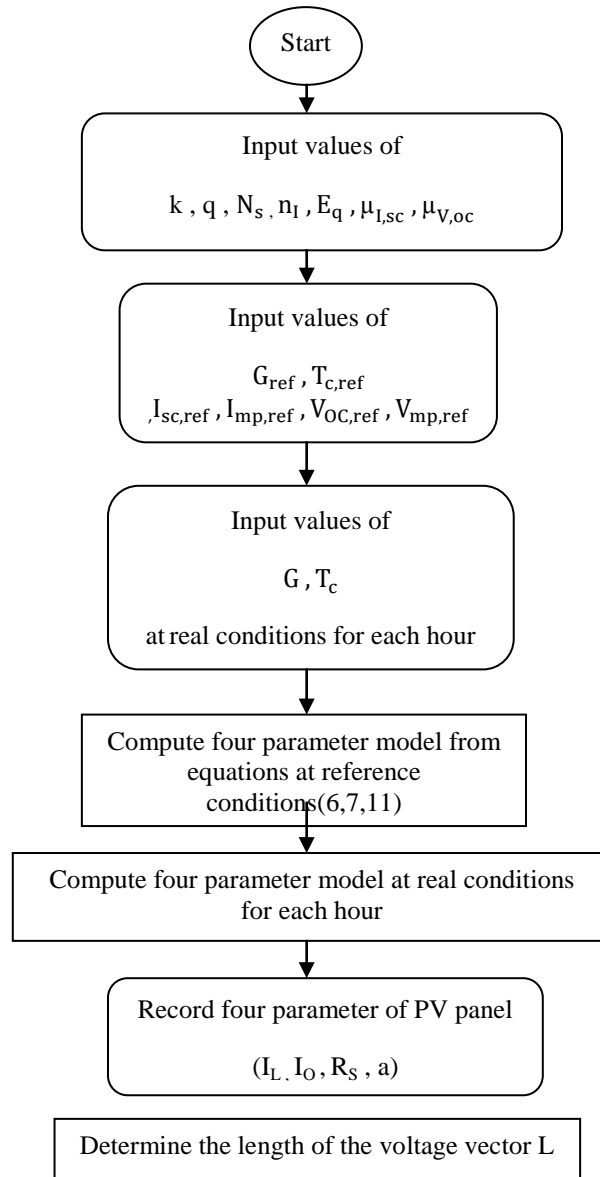 Start
Input values of
k , q , Nₛ , n_I , E_q , μ_I,sc , μ_V,oc
Input values of
G_ref , T_c,ref
,I_sc,ref , I_mp,ref , V_OC,ref , V_mp,ref
Input values of
G , T_c
at real conditions for each hour
Compute four parameter model from
equations at reference
conditions(6,7,11)
Compute four parameter model at real conditions
for each hour
Record four parameter of PV panel
(I_L , I_O , R_S , a)
Determine the length of the voltage vector L